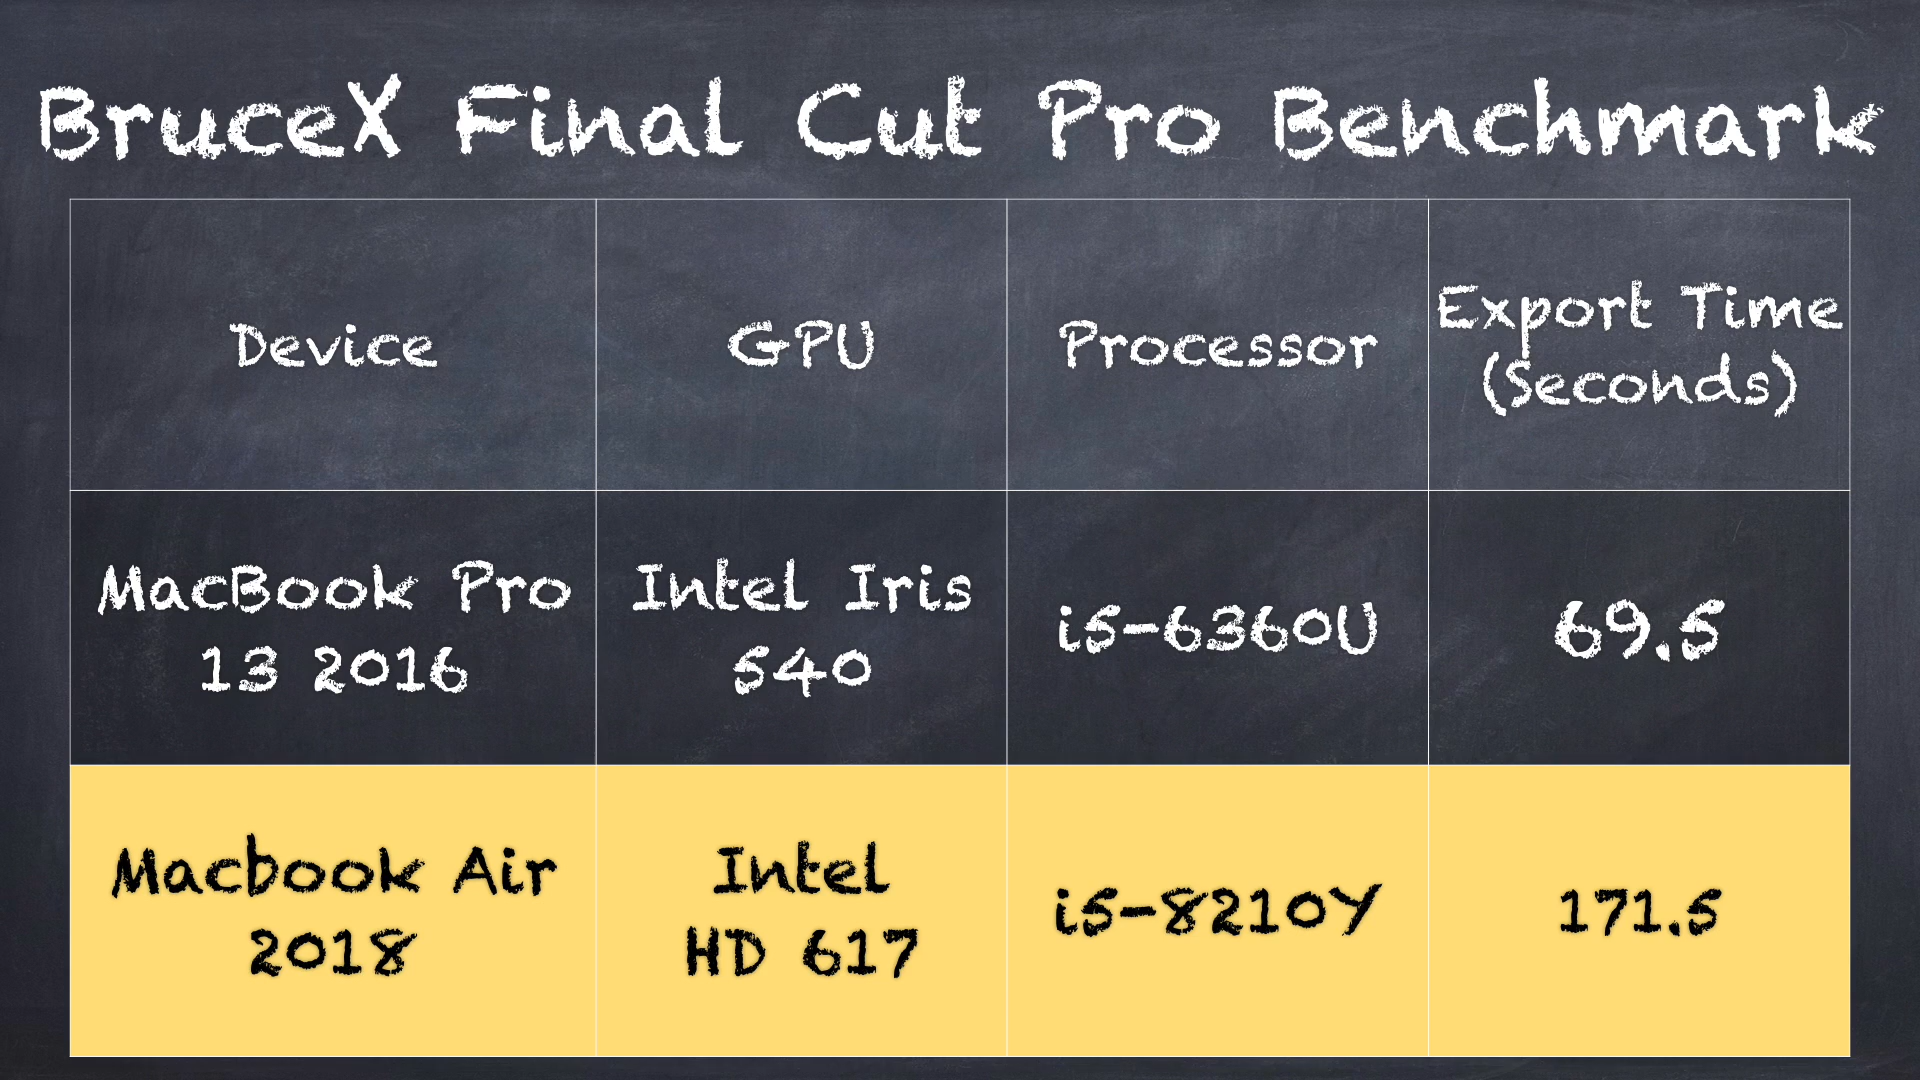 BruceX Final Cut Pro Benchmark
Device
GPU
Processor
Export Time
(Seconds)
MacBook Pro
13 2016
Intel Iris
540
i5-6360U
69.5
Macbook Air
2018
Intel
HD 617
i5-8210Y
171.5